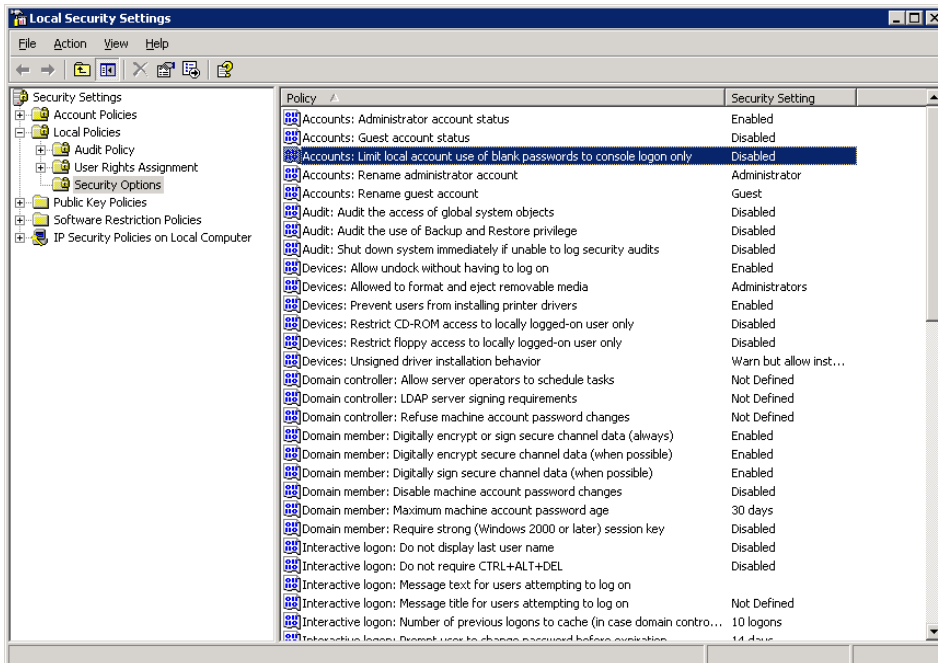 Local Security Settings
File Action View Help
Security Settings
Account Policies
Local Policies
Audit Policy
User Rights Assignment
Security Options
Public Key Policies
Software Restriction Policies
IP Security Policies on Local Computer
Policy Security Setting
Accounts: Administrator account status Enabled
Accounts: Guest account status Disabled
Accounts: Limit local account use of blank passwords to console logon only Disabled
Accounts: Rename administrator account Administrator
Accounts: Rename guest account Guest
Audit: Audit the access of global system objects Disabled
Audit: Audit the use of Backup and Restore privilege Disabled
Audit: Shut down system immediately if unable to log security audits Disabled
Devices: Allow undock without having to log on Enabled
Devices: Allowed to format and eject removable media Administrators
Devices: Prevent users from installing printer drivers Enabled
Devices: Restrict CD-ROM access to locally logged-on user only Disabled
Devices: Restrict floppy access to locally logged-on user only Disabled
Devices: Unsigned driver installation behavior Warn but allow inst...
Domain controller: Allow server operators to schedule tasks Not Defined
Domain controller: LDAP server signing requirements Not Defined
Domain controller: Refuse machine account password changes Not Defined
Domain member: Digitally encrypt or sign secure channel data (always) Enabled
Domain member: Digitally encrypt secure channel data (when possible) Enabled
Domain member: Digitally sign secure channel data (when possible) Enabled
Domain member: Disable machine account password changes Disabled
Domain member: Maximum machine account password age 30 days
Domain member: Require strong (Windows 2000 or later) session key Disabled
Interactive logon: Do not display last user name Disabled
Interactive logon: Do not require CTRL+ALT+DEL Disabled
Interactive logon: Message text for users attempting to log on
Interactive logon: Message title for users attempting to log on Not Defined
Interactive logon: Number of previous logons to cache (in case domain contro... 10 logons
Interactive logon: Prompt user to change password before expiration 14 days